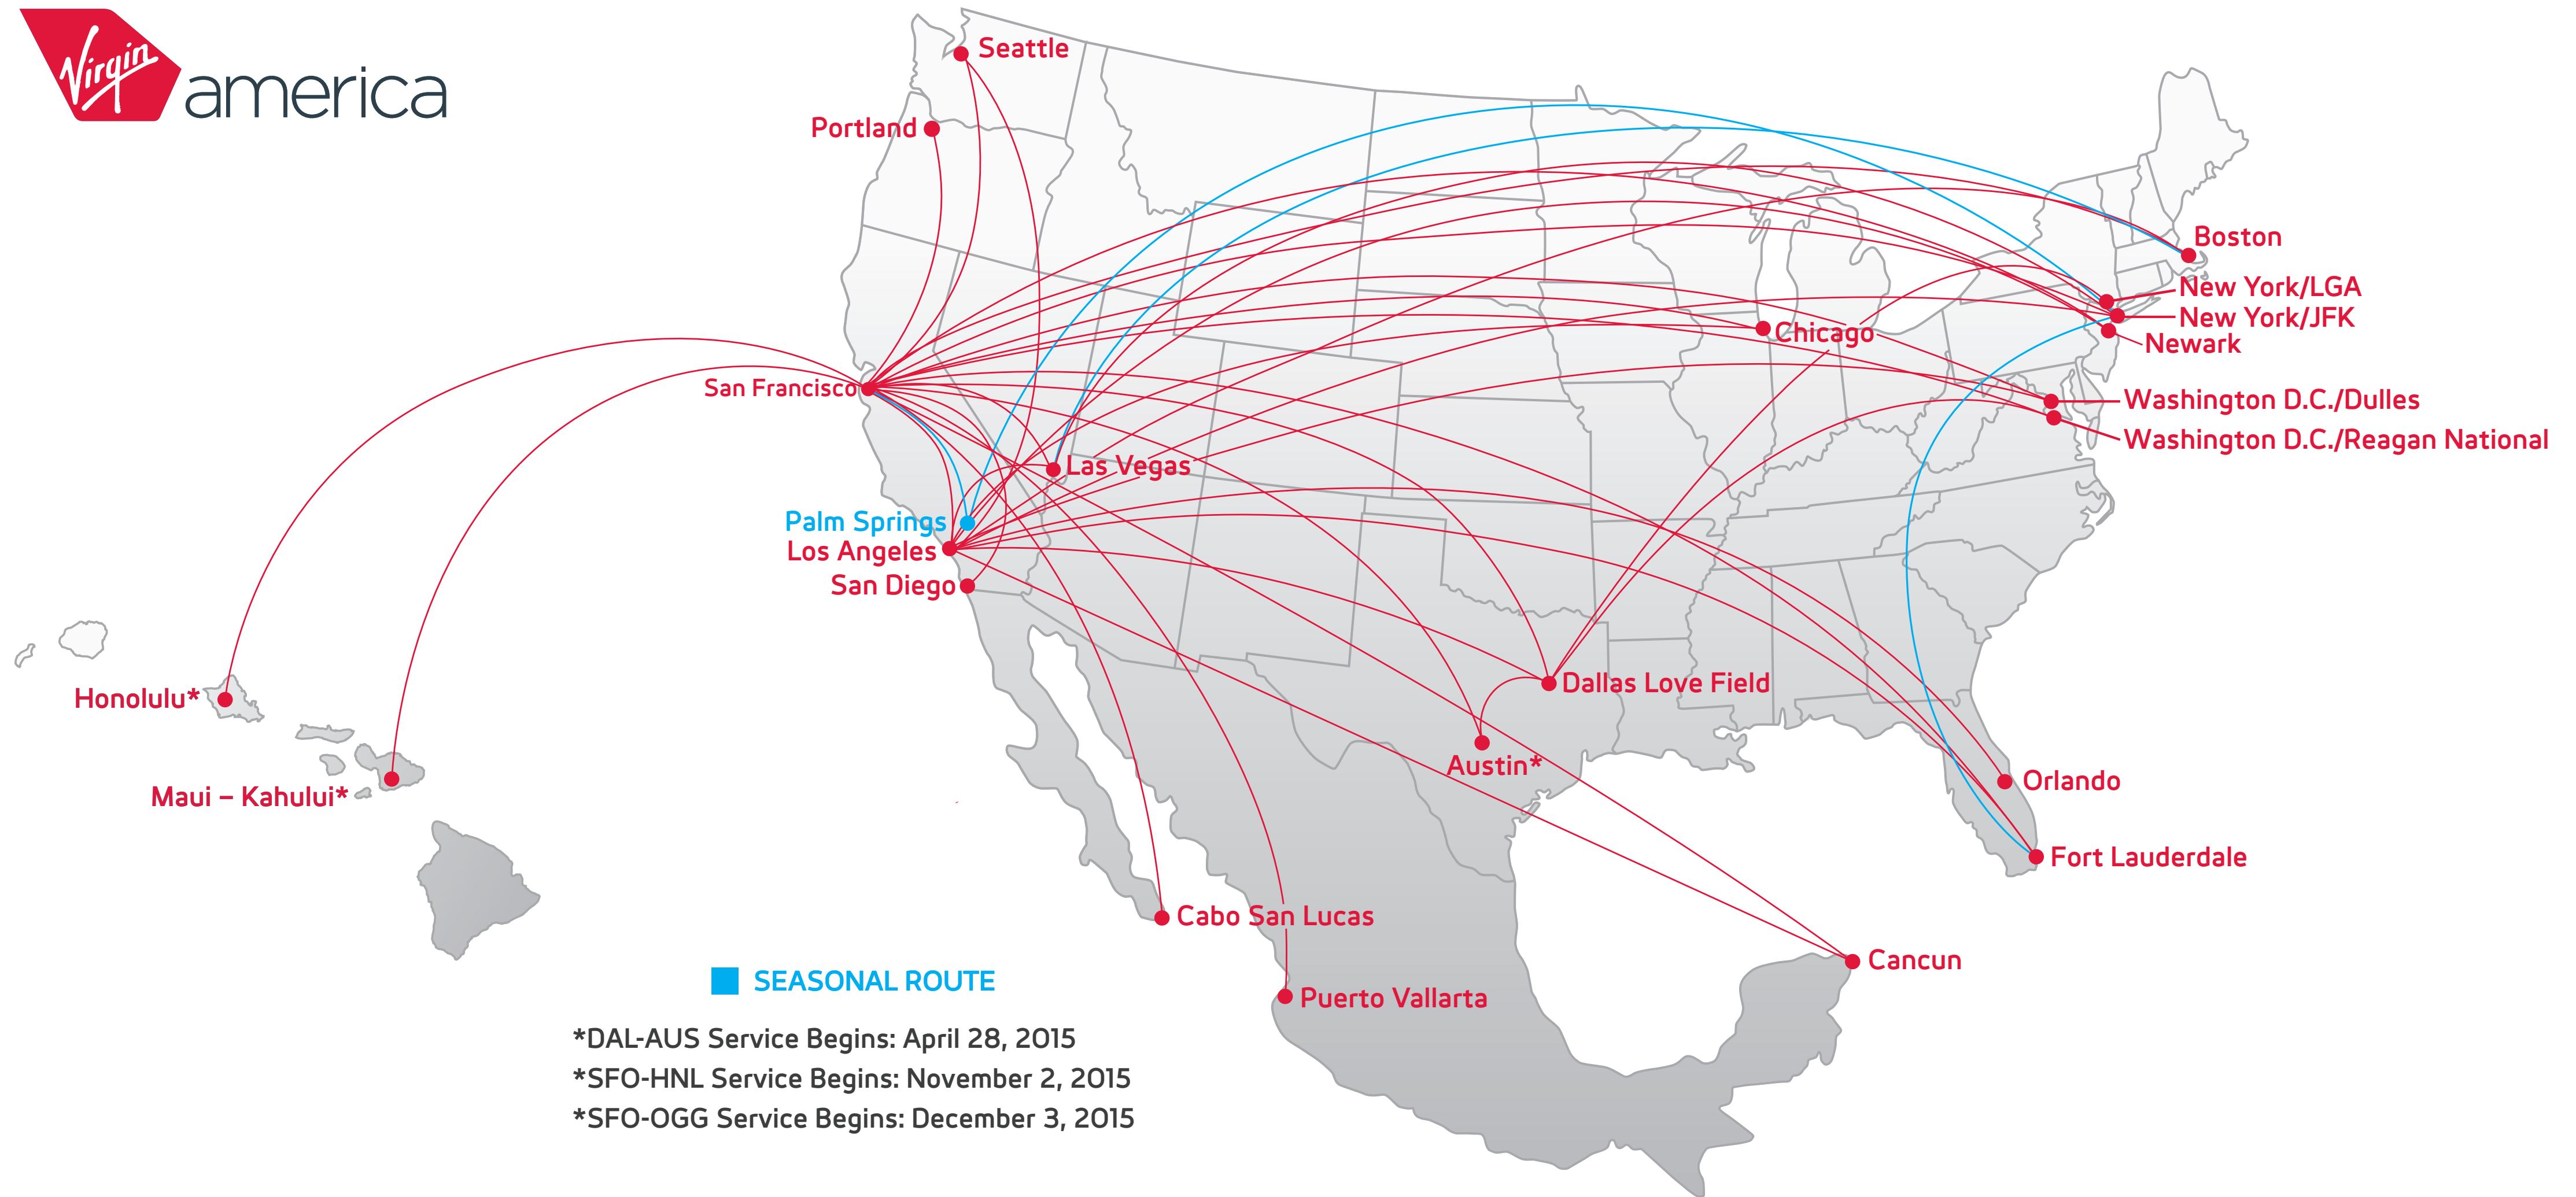 Virgin
america
Seattle
Portland
Boston
New York/LGA
New York/JFK
Newark
Chicago
San Francisco
Washington D.C./Dulles
Washington D.C./Reagan National
Las Vegas
Palm Springs
Los Angeles
San Diego
Dallas Love Field
Honolulu*
Austin*
Orlando
Maui – Kahului*
Fort Lauderdale
Cabo San Lucas
Cancun
SEASONAL ROUTE
Puerto Vallarta
*DAL-AUS Service Begins: April 28, 2015
*SFO-HNL Service Begins: November 2, 2015
*SFO-OGG Service Begins: December 3, 2015